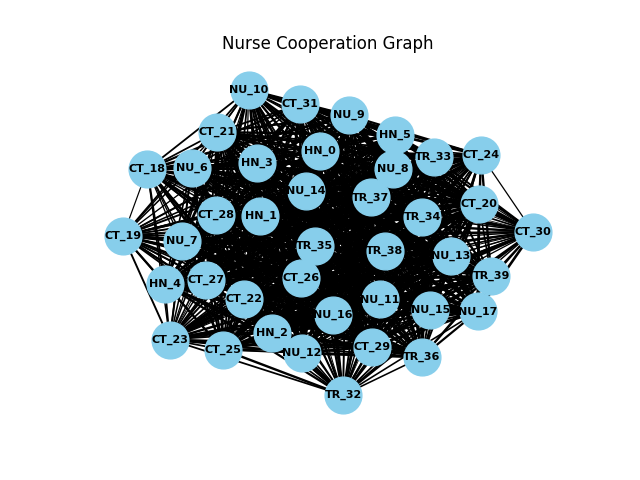 Nurse Cooperation Graph
NU_10
CT_31
NU_9
CT_21
HN_5
HN_0
CT_24
TR_33
HN_3
NU_6
CT_18
NU_8
NU_14
TR_37
CT_20
CT_28
HN_1
TR_34
CT_30
CT_19
NU_7
TR_35
TR_38
NU_13
TR_39
CT_26
CT_27
HN_4
CT_22
NU_11
NU_15
NU_17
NU_16
HN_2
CT_23
CT_29
CT_25
NU_12
TR_36
TR_32